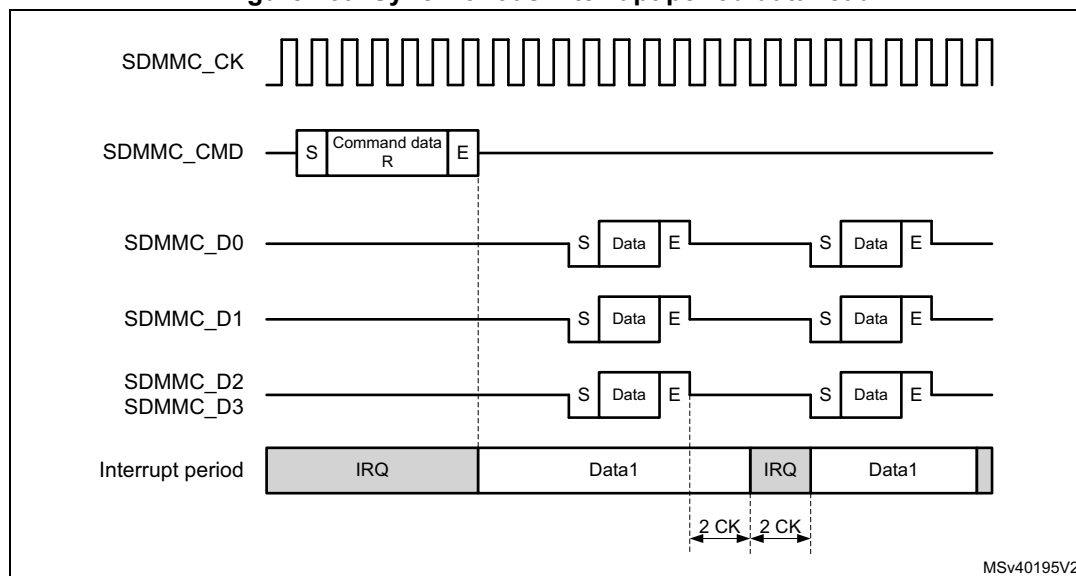 SDMMC_CK
SDMMC_CMD
S
Command data
R
E
SDMMC_D0
S Data E
S Data E
SDMMC_D1
S Data E
S Data E
SDMMC_D2
SDMMC_D3
S Data E
S Data E
Interrupt period
IRQ
Data1
IRQ
Data1
2 CK
2 CK
MSv40195V2